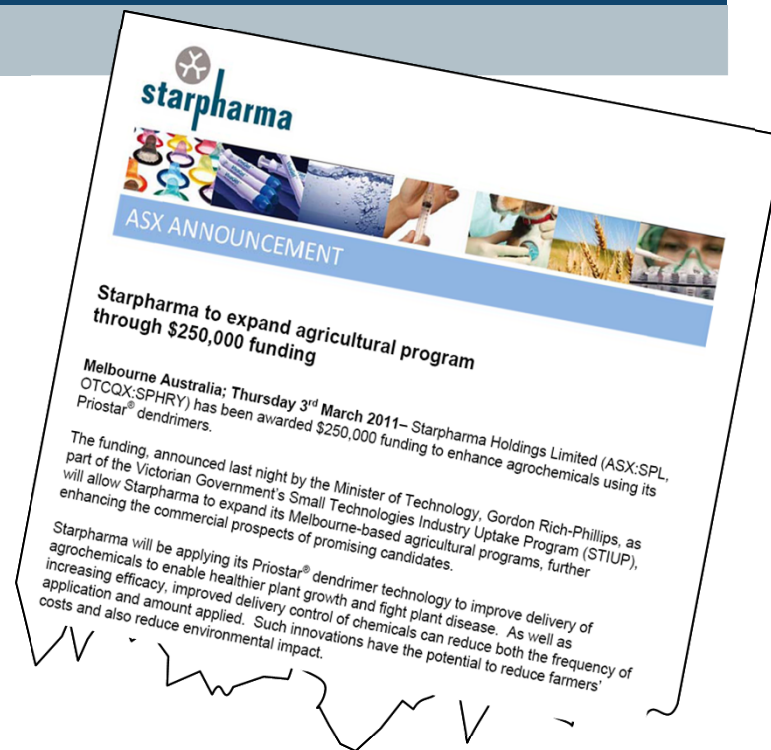 starpharma
ASX ANNOUNCEMENT
Starpharma to expand agricultural program
through $250,000 funding
Melbourne Australia; Thursday 3rd March 2011– Starpharma Holdings Limited (ASX:SPL,
OTCQX:SPHRY) has been awarded $250,000 funding to enhance agrochemicals using its
Priostar® dendrimers.
The funding, announced last night by the Minister of Technology, Gordon Rich-Phillips, as
part of the Victorian Government's Small Technologies Industry Uptake Program (STIUP),
will allow Starpharma to expand its Melbourne-based agricultural programs, further
enhancing the commercial prospects of promising candidates.
Starpharma will be applying its Priostar® dendrimer technology to improve delivery of
agrochemicals to enable healthier plant growth and fight plant disease. As well as
increasing efficacy, improved delivery control of chemicals can reduce both the frequency of
application and amount applied. Such innovations have the potential to reduce farmers'
costs and also reduce environmental impact.